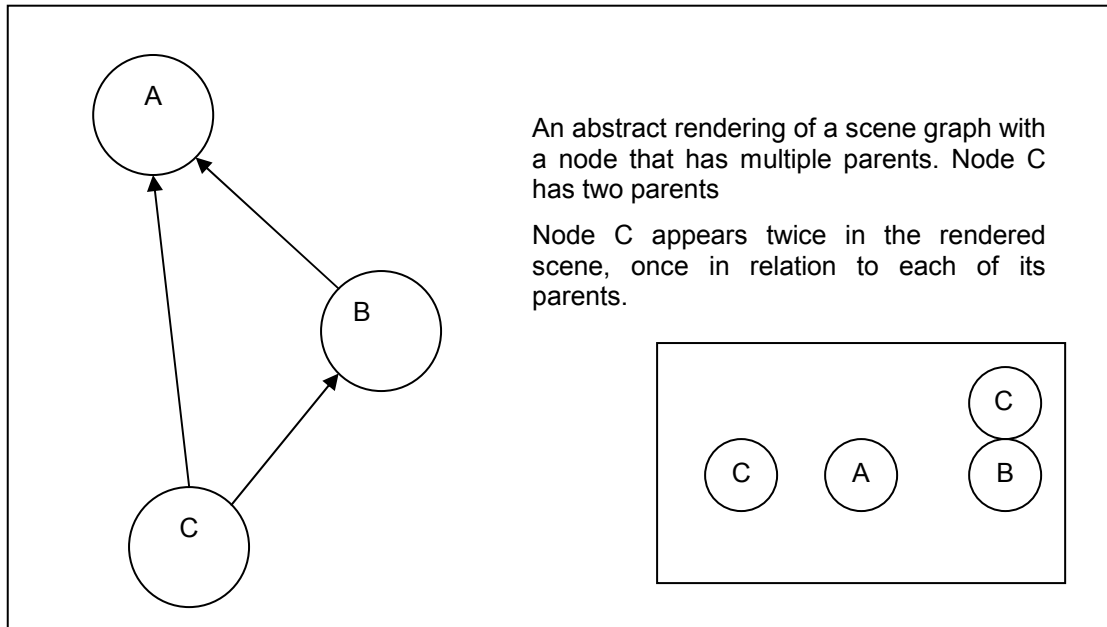 A
An abstract rendering of a scene graph with
a node that has multiple parents. Node C
has two parents
Node C appears twice in the rendered
scene, once in relation to each of its
parents.
B
C
C
A
B
C